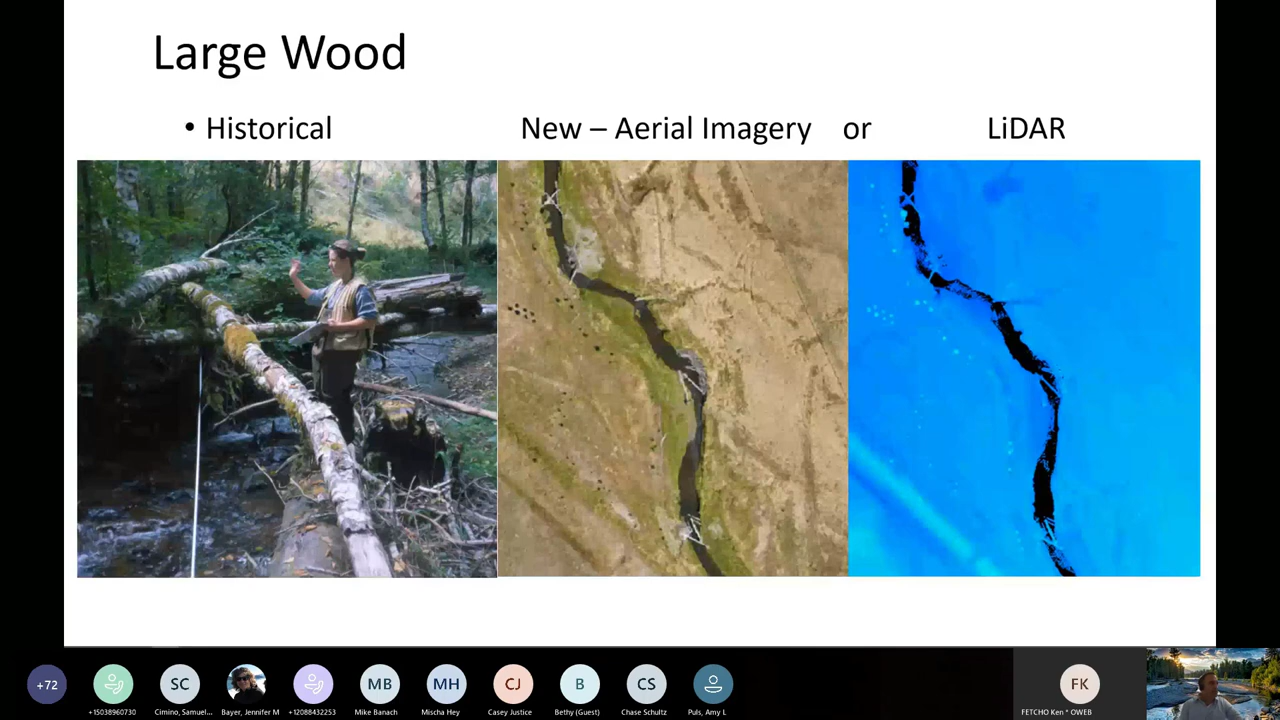 Large Wood
• Historical
New – Aerial Imagery or LiDAR
+72
SC
MB
MH
CJ
B
CS
FK
+15038960730
Cimino, Samuel...
Bayer, Jennifer M
+12088432253
Mike Banach
Mischa Hey
Casey Justice
Bethy (Guest)
Chase Schultz
Puls, Amy L
FETCHO Ken * OWEB